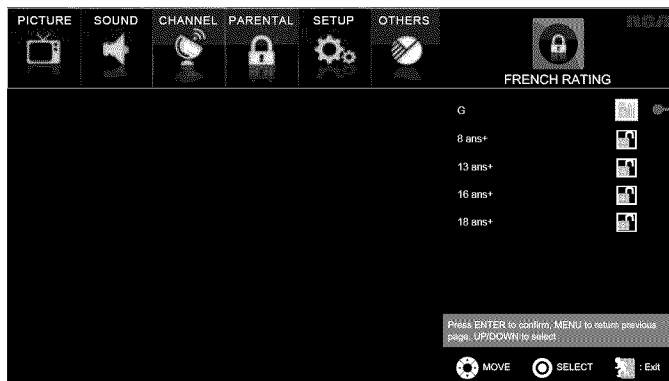 PICTURE SOUND CHANNEL PARENTAL SETUP OTHERS
RCA
FRENCH RATING
G
8 ans+
13 ans+
16 ans+
18 ans+
Press ENTER to confirm, MENU to return previous
page, UP/DOWN to select
MOVE SELECT : Exit